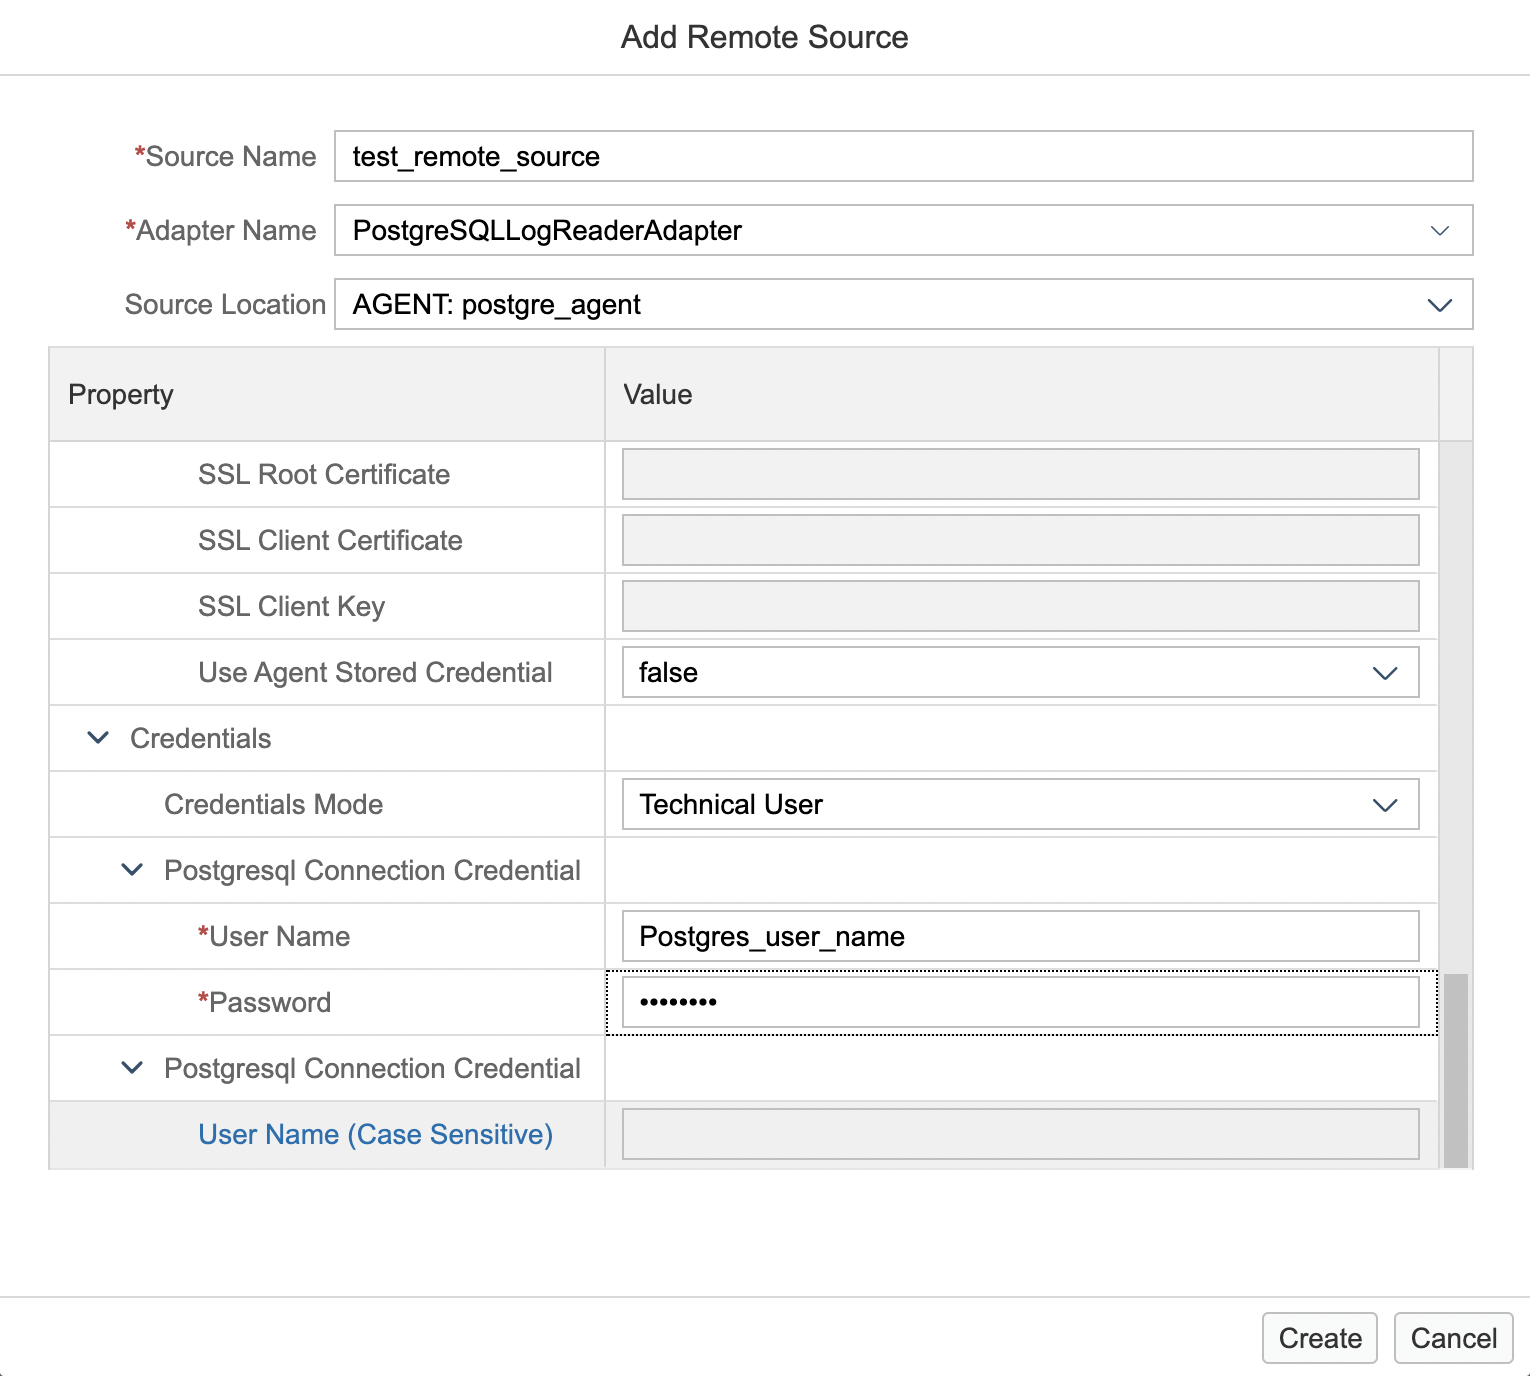 Add Remote Source
*Source Name test_remote_source
*Adapter Name PostgreSQLLogReaderAdapter
Source Location AGENT: postgre_agent
Property Value
SSL Root Certificate
SSL Client Certificate
SSL Client Key
Use Agent Stored Credential false
Credentials
Credentials Mode Technical User
Postgresql Connection Credential
*User Name Postgres_user_name
*Password ••••••••
Postgresql Connection Credential
User Name (Case Sensitive)
Create Cancel